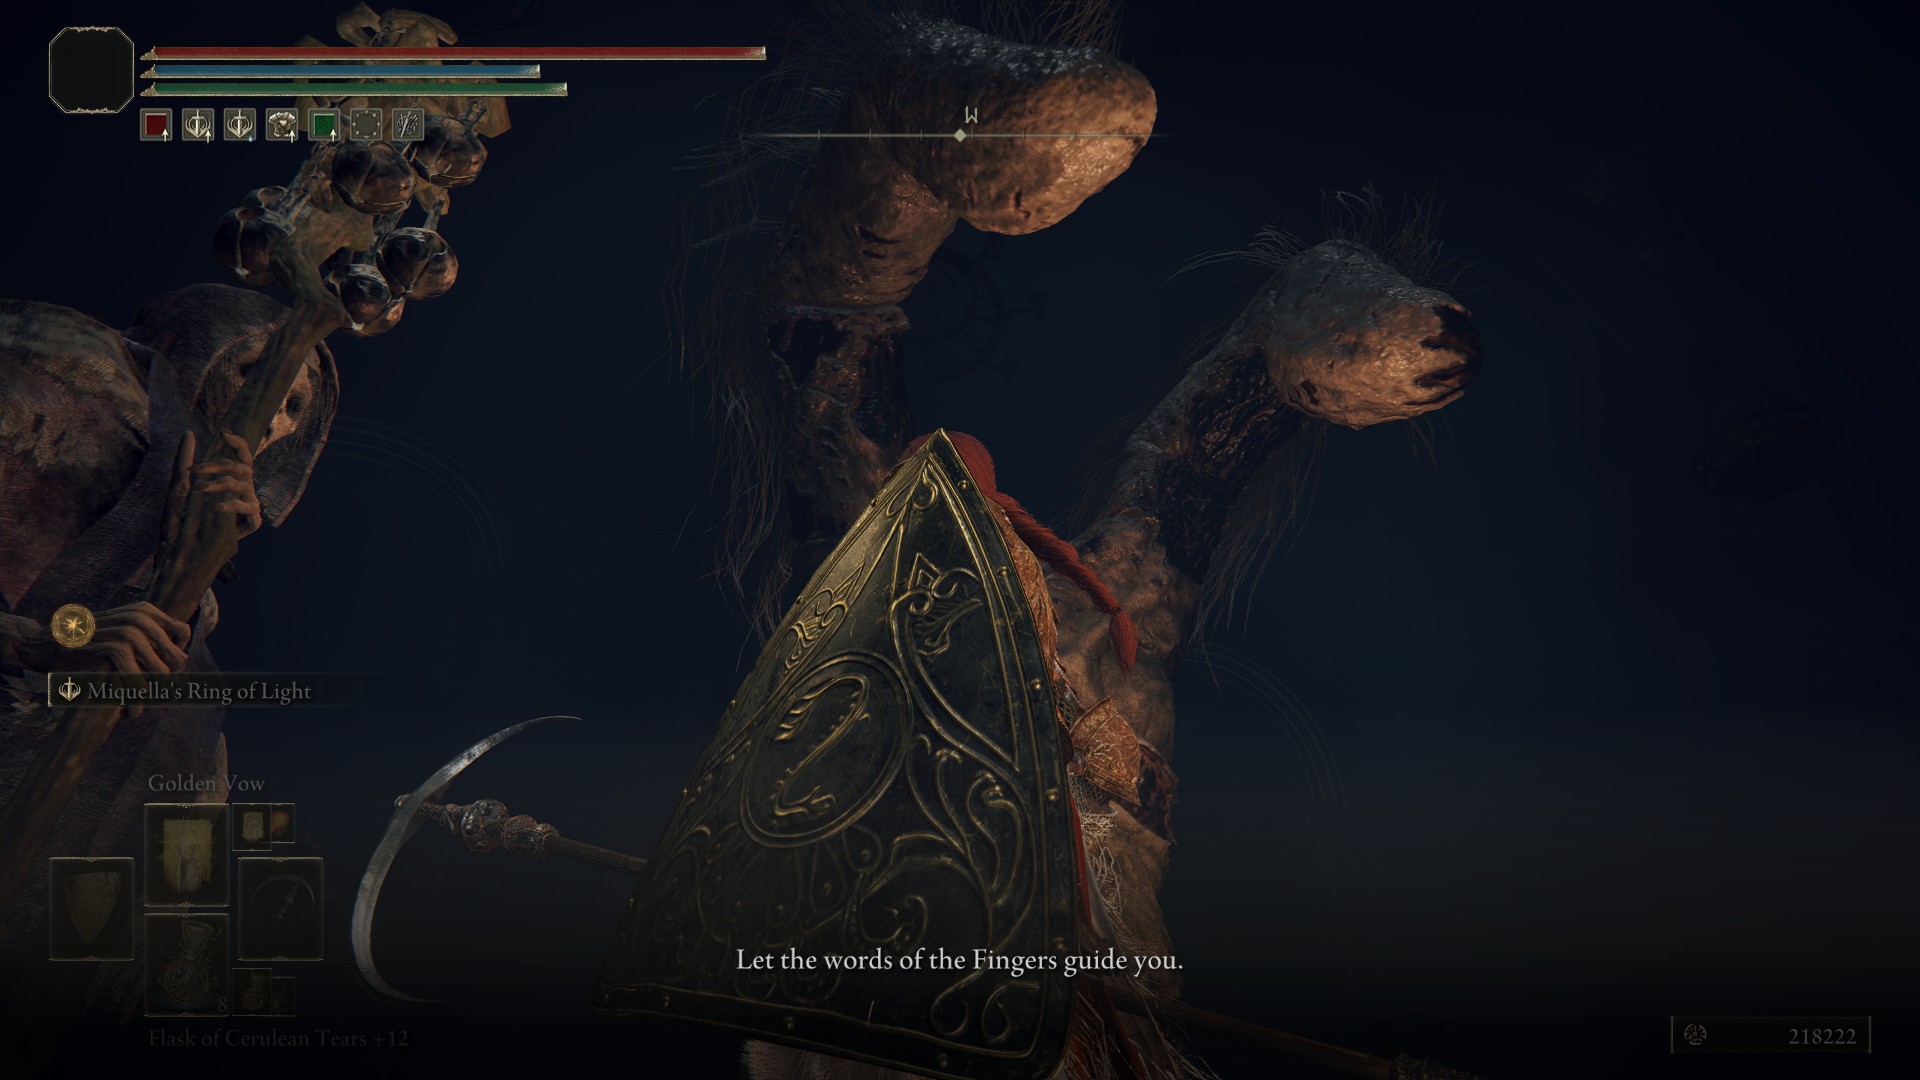 W
Miquella's Ring of Light
Golden Vow
8
Let the words of the Fingers guide you.
Flask of Cerulean Tears +12
218222